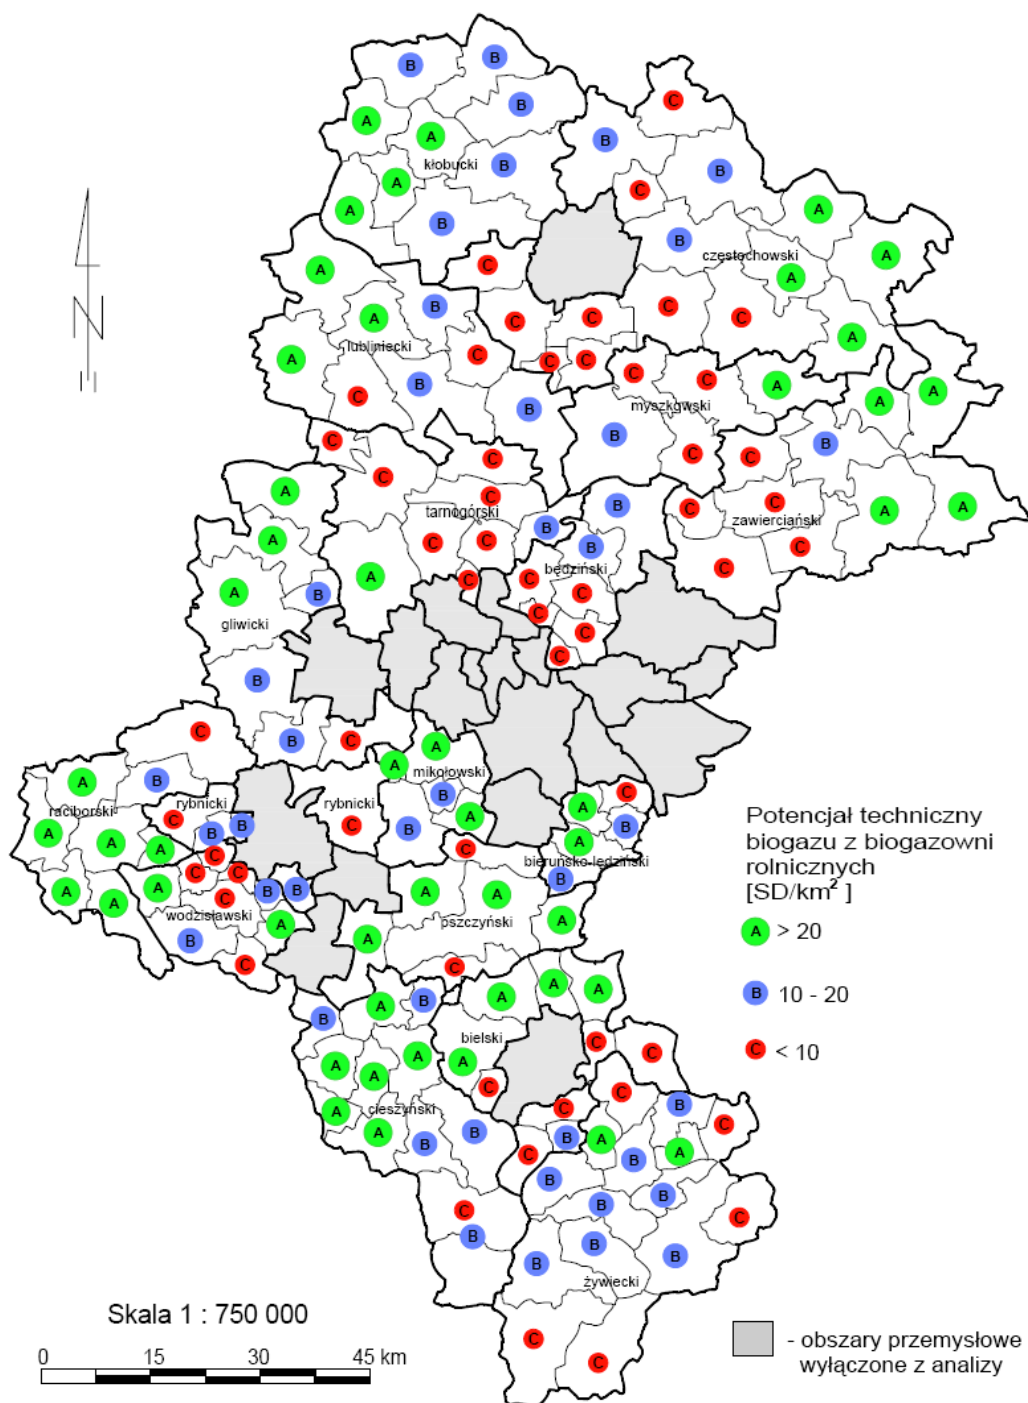 B
B
B
C
A
A
B
B
kłobucki
B
C
B
A
A
A
B
B
częstochowski
A
A
C
A
A
B
C
C
C
A
C
C
A
lubliniecki
C
A
A
C
C
C
C
B
C
A
A
A
B
myszkowski
B
B
C
B
C
C
C
C
A
C
tarnogórski
B
C
C
zawierciański
A
A
B
A
C
C
B
C
będziński
A
C
C
C
A
B
C
C
gliwicki
C
C
B
C
B
C
A
A
mikołowski
A
B
raciborski
rybnicki
rybnicki
B
A
C
A
C
B
B
C
B
A
B
A
A
A
C
C
bieruńsko-lędziński
C
C
B
A
A
B
B
C
A
A
A
wodzisławski
pszczyński
A
A
B
A
C
C
A
A
A
A
B
B
bielski
C
C
A
A
A
A
C
C
cieszyński
A
C
B
A
B
B
B
A
C
C
B
A
B
B
C
B
B
C
B
B
B
B
żywiecki
C
C
N
Potencjał techniczny
biogazu z biogazowni
rolnicznych
[SD/km² ]
A > 20
B 10 - 20
C < 10
Skala 1 : 750 000
0 15 30 45 km
- obszary przemysłowe
wyłączone z analizy